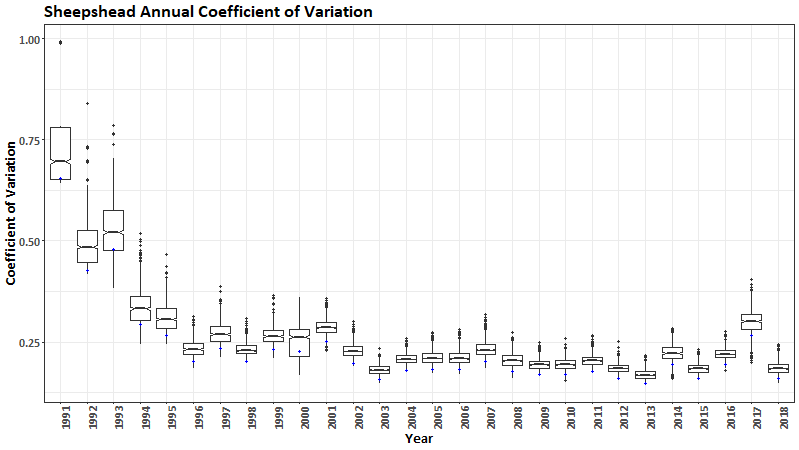 Sheepshead Annual Coefficient of Variation
Coefficient of Variation
1.00
0.75
0.50
0.25
1991 1992 1993 1994 1995 1996 1997 1998 1999 2000 2001 2002 2003 2004 2005 2006 2007 2008 2009 2010 2011 2012 2013 2014 2015 2016 2017 2018
Year